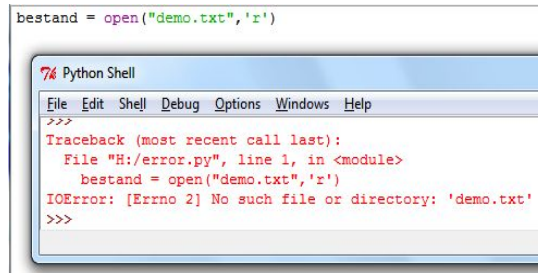 bestand = open("demo.txt",'r')
Python Shell
File Edit Shell Debug Options Windows Help
>>>
Traceback (most recent call last):
  File "H:/error.py", line 1, in <module>
    bestand = open("demo.txt",'r')
IOError: [Errno 2] No such file or directory: 'demo.txt'
>>>